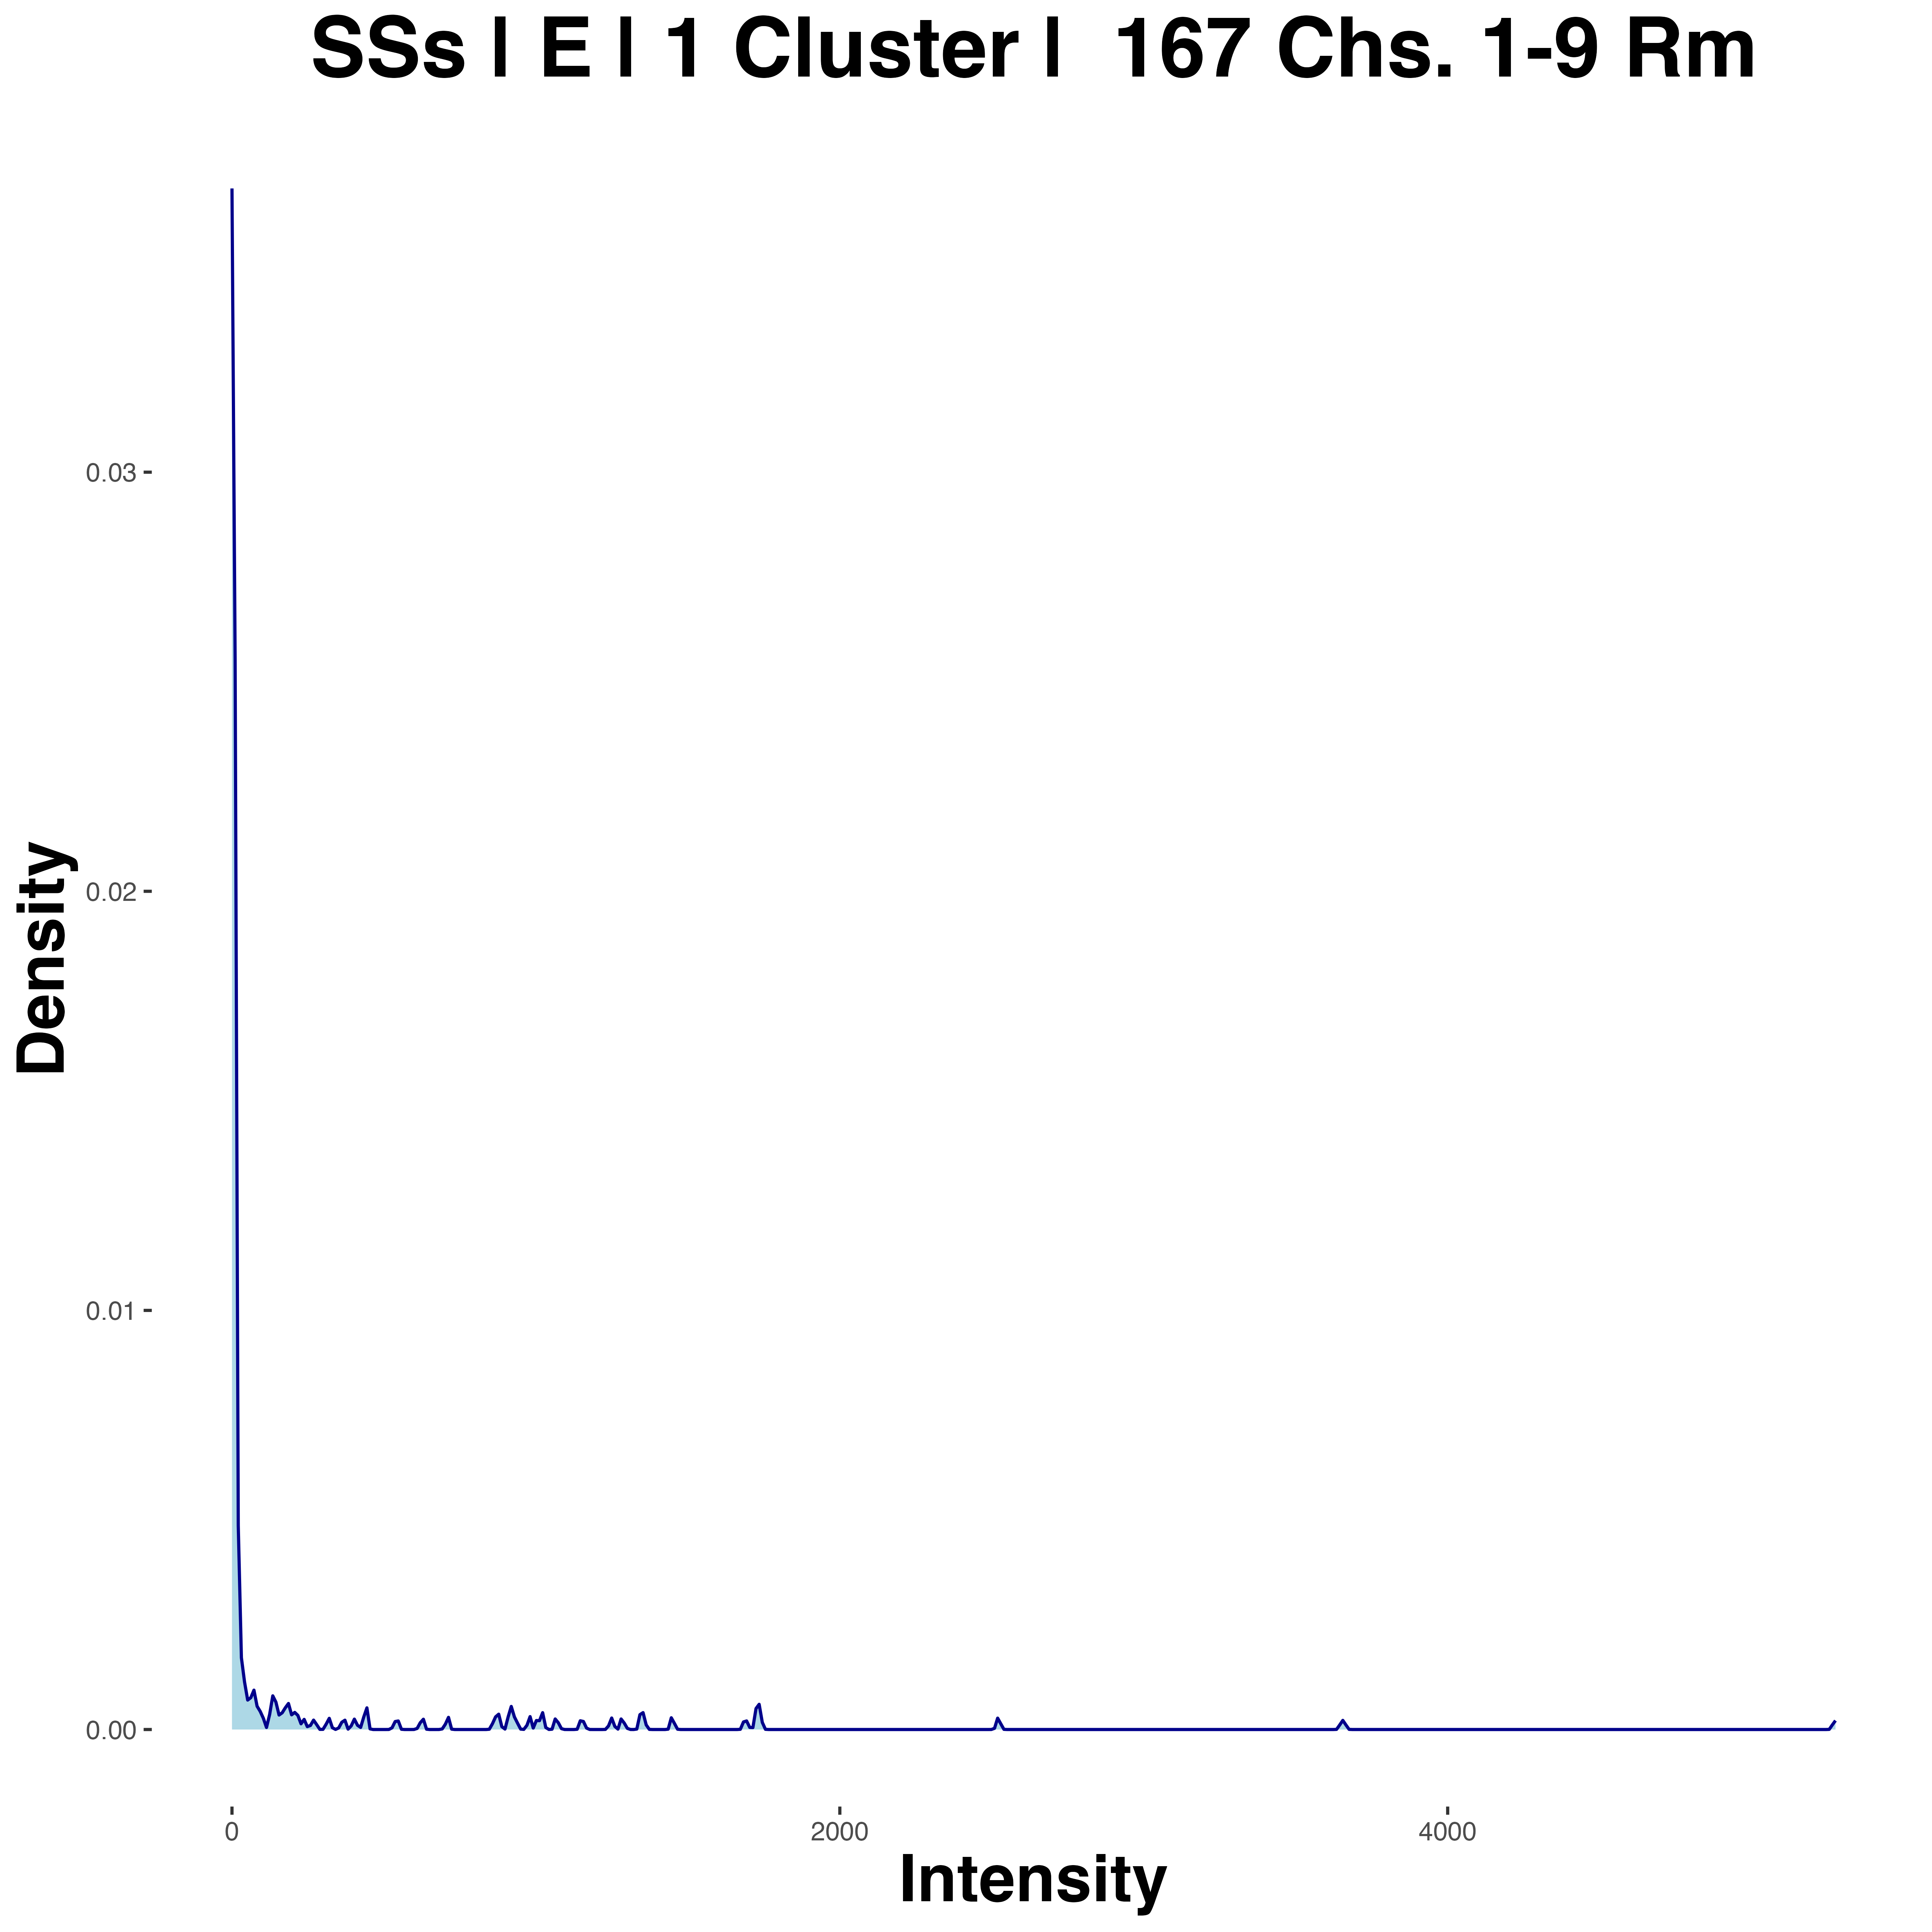 SSs | E | 1 Cluster |  167 Chs. 1-9 Rm
0.03
0.02
0.01
0.00
Density
0
2000
4000
Intensity